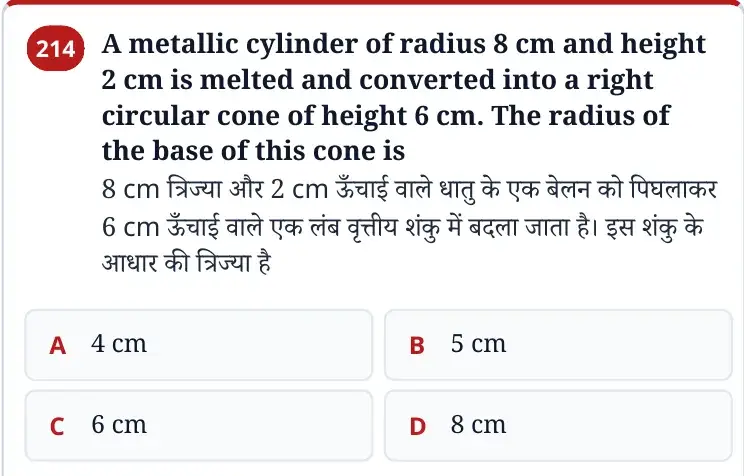 214 A metallic cylinder of radius 8 cm and height
2 cm is melted and converted into a right
circular cone of height 6 cm. The radius of
the base of this cone is
8 cm त्रिज्या और 2 cm ऊँचाई वाले धातु के एक बेलन को पिघलाकर
6 cm ऊँचाई वाले एक लंब वृत्तीय शंकु में बदला जाता है। इस शंकु के
आधार की त्रिज्या है
A 4 cm
B 5 cm
C 6 cm
D 8 cm